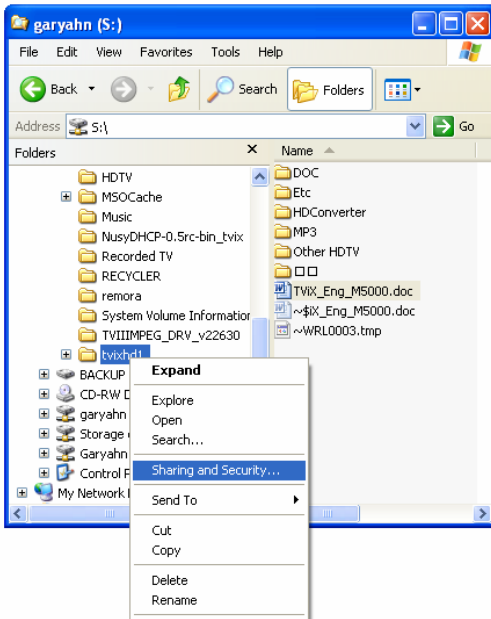 garyahn (S:)
File Edit View Favorites Tools Help
Back Search Folders
Address S:\ Go
Folders × Name
HDTV
MSOCache
Music
NusyDHCP-0.5rc-bin_tvix
Recorded TV
RECYCLER
remora
System Volume Information
TVIIIMPEG_DRV_v22630
tvixhd1
BACKUP
CD-RW D
garyahn
Storage
Garyahn
Control P
My Network
DOC
Etc
HDConverter
MP3
Other HDTV
□□
TViX_Eng_M5000.doc
~$iX_Eng_M5000.doc
~WRL0003.tmp
Expand
Explore
Open
Search...
Sharing and Security...
Send To
Cut
Copy
Delete
Rename